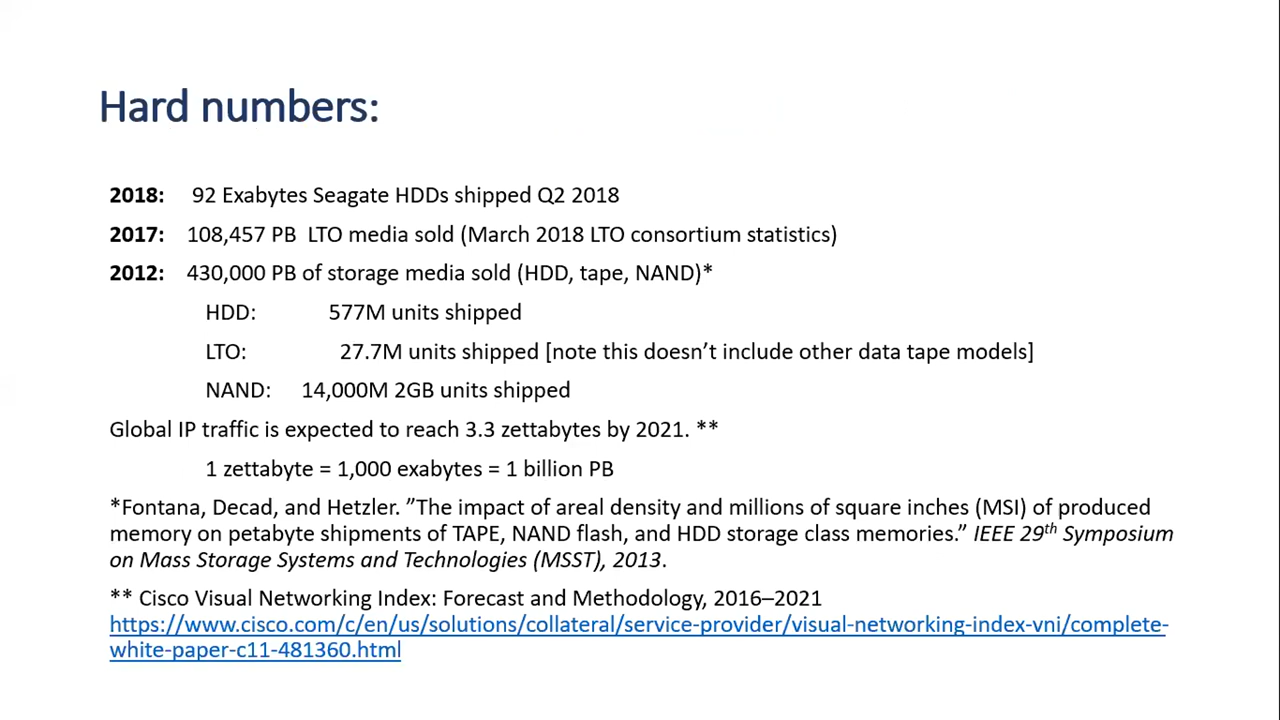 Hard numbers:
2018: 92 Exabytes Seagate HDDs shipped Q2 2018
2017: 108,457 PB LTO media sold (March 2018 LTO consortium statistics)
2012: 430,000 PB of storage media sold (HDD, tape, NAND)*
HDD: 577M units shipped
LTO: 27.7M units shipped [note this doesn’t include other data tape models]
NAND: 14,000M 2GB units shipped
Global IP traffic is expected to reach 3.3 zettabytes by 2021. **
1 zettabyte = 1,000 exabytes = 1 billion PB
*Fontana, Decad, and Hetzler. ”The impact of areal density and millions of square inches (MSI) of produced
memory on petabyte shipments of TAPE, NAND flash, and HDD storage class memories.” IEEE 29th Symposium
on Mass Storage Systems and Technologies (MSST), 2013.
** Cisco Visual Networking Index: Forecast and Methodology, 2016–2021
https://www.cisco.com/c/en/us/solutions/collateral/service-provider/visual-networking-index-vni/complete-
white-paper-c11-481360.html